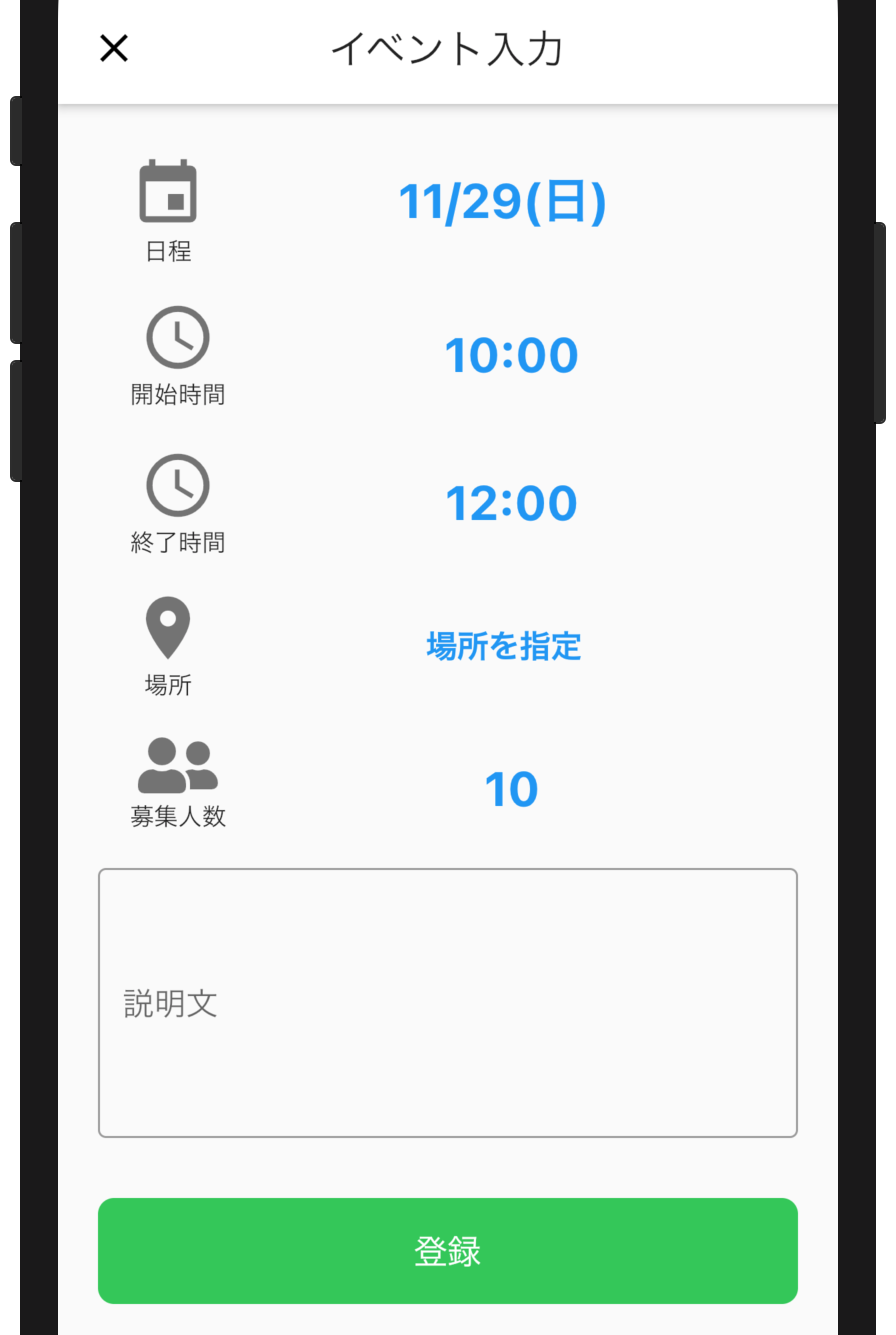 イベント入力
11/29(日)
日程
10:00
開始時間
12:00
終了時間
場所を指定
場所
10
募集人数
説明文
登録